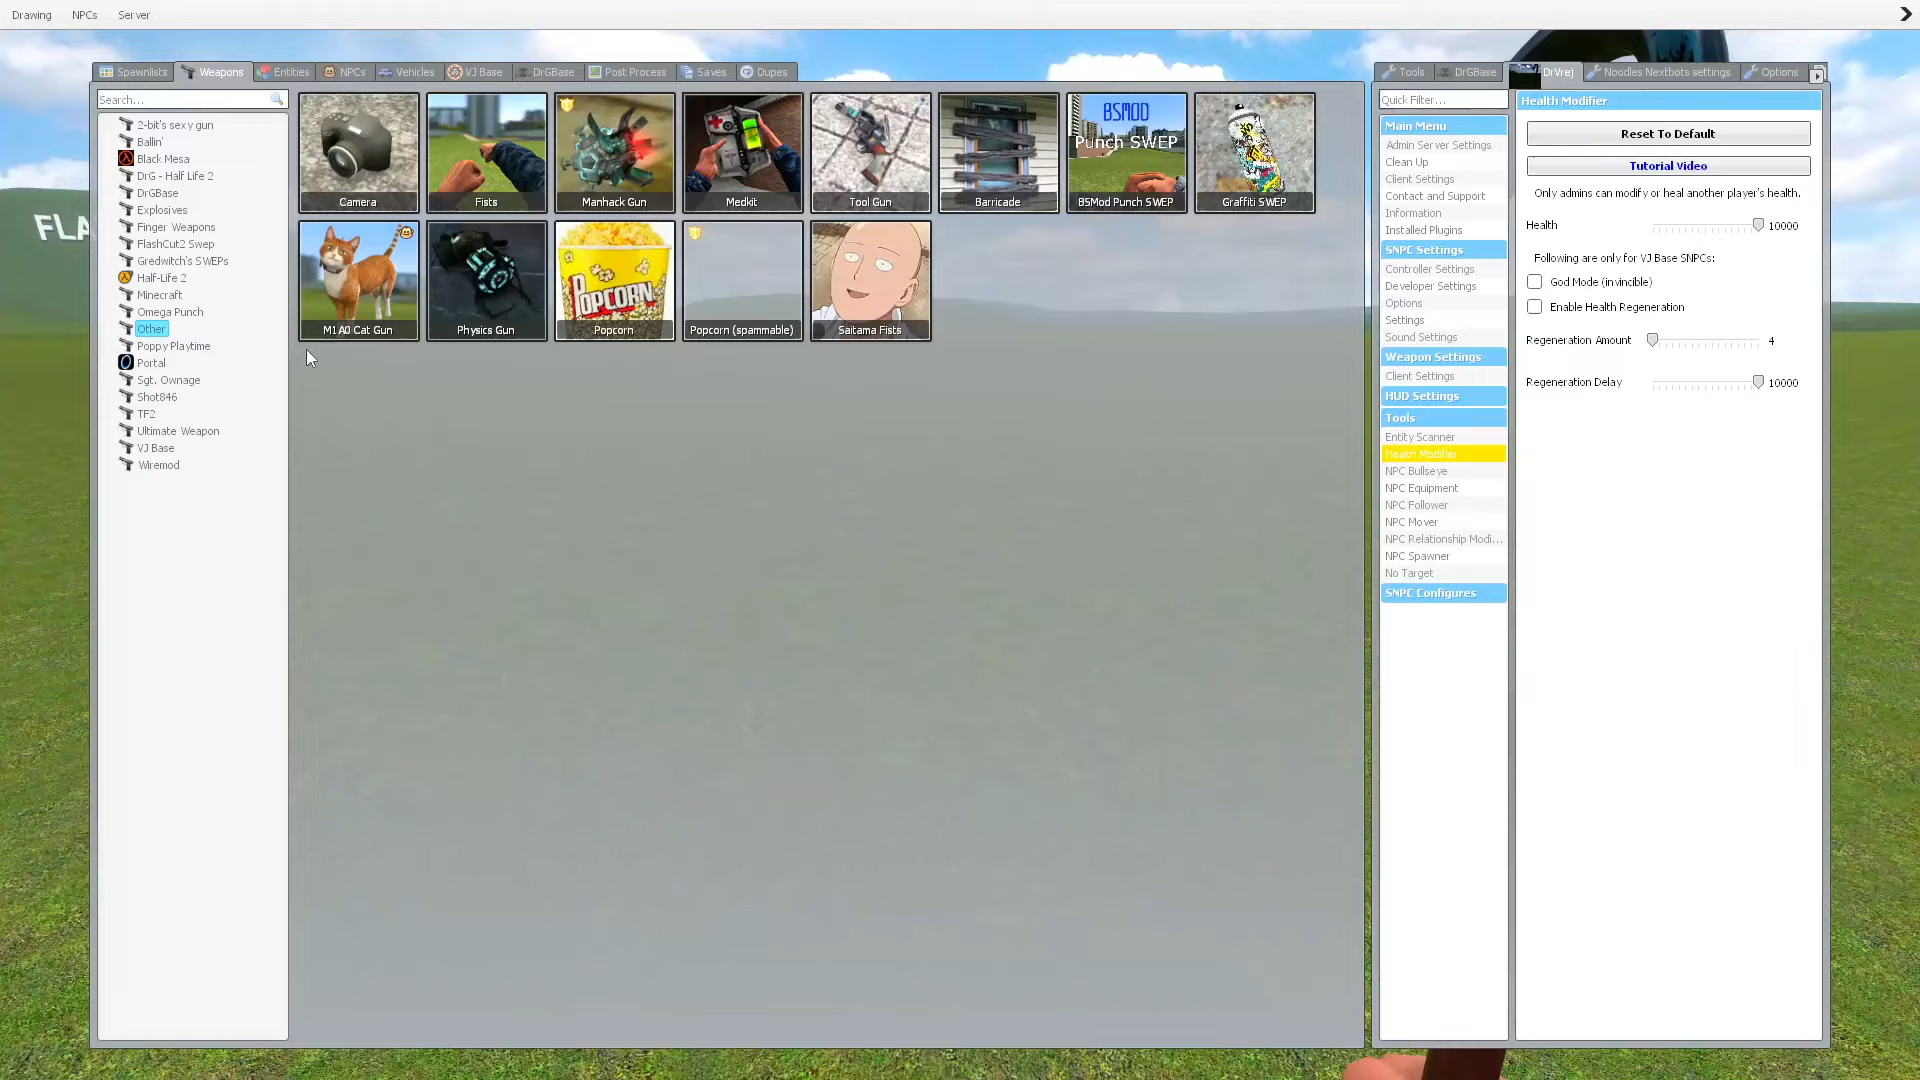 Drawing NPCs Server
Spawnlists Weapons Entities NPCs Vehicles VJ Base DrGBase Post Process Saves Dupes
Search...
2-bit's sexy gun
Ballin'
Black Mesa
DrG - Half Life 2
DrGBase
Explosives
Finger Weapons
FlashCut2 Swep
Gredwitch's SWEPs
Half-Life 2
Minecraft
Omega Punch
Other
Poppy Playtime
Portal
Sgt. Ownage
Shot846
TF2
Ultimate Weapon
VJ Base
Wiremod
FLA
BSMOD
Punch SWEP
Camera Fists Manhack Gun Medkit Tool Gun Barricade BSMod Punch SWEP Graffiti SWEP
POPCORN
M1A0 Cat Gun Physics Gun Popcorn Popcorn (spammable) Saitama Fists
Tools DrGBase DrVrej Noodles Nextbots settings Options
Quick Filter...
Main Menu
Admin Server Settings
Clean Up
Client Settings
Contact and Support
Information
Installed Plugins
SNPC Settings
Controller Settings
Developer Settings
Options
Settings
Sound Settings
Weapon Settings
Client Settings
HUD Settings
Tools
Entity Scanner
Health Modifier
NPC Bullseye
NPC Equipment
NPC Follower
NPC Mover
NPC Relationship Modi...
NPC Spawner
No Target
SNPC Configures
Health Modifier
Reset To Default
Tutorial Video
Only admins can modify or heal another player's health.
Health 10000
Following are only for VJ Base SNPCs:
God Mode (invincible)
Enable Health Regeneration
Regeneration Amount 4
Regeneration Delay 10000